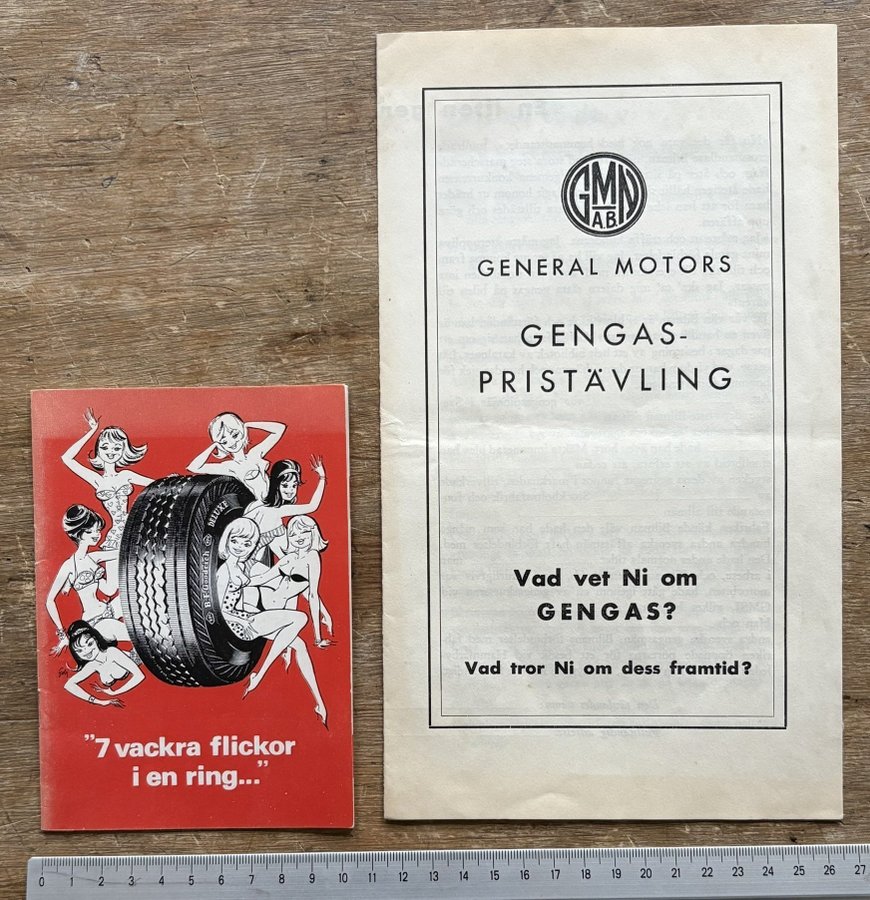 B.F.Goodrich
DELUXE
"7 vackra flickor
i en ring..."
GMN
A.B.
GENERAL MOTORS
GENGAS-
PRISTÄVLING
Vad vet Ni om
GENGAS?
Vad tror Ni om dess framtid?
0 1 2 3 4 5 6 7 8 9 10 11 12 13 14 15 16 17 18 19 20 21 22 23 24 25 26 27